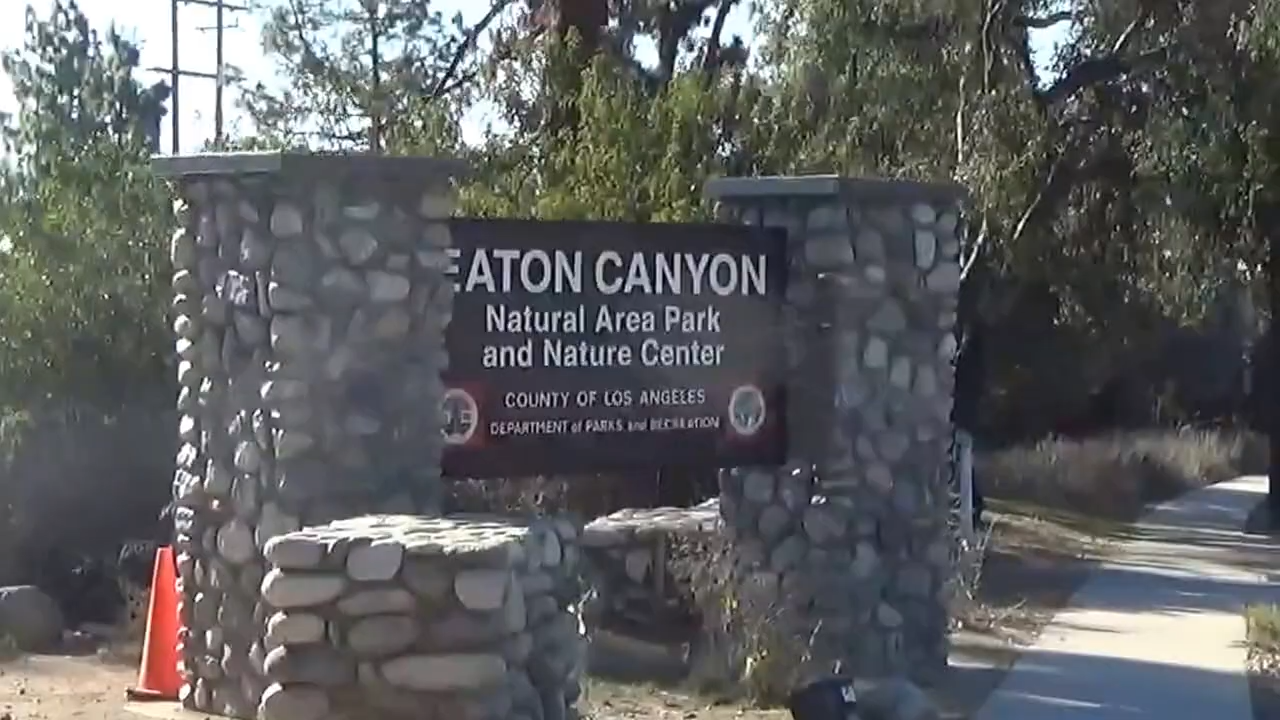 EATON CANYON
Natural Area Park
and Nature Center
COUNTY OF LOS ANGELES
DEPARTMENT of PARKS and RECREATION